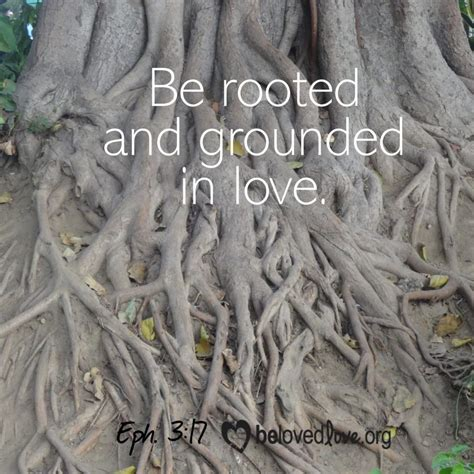 Be rooted
and grounded
in love.
Eph. 3:17 belovedlove.org